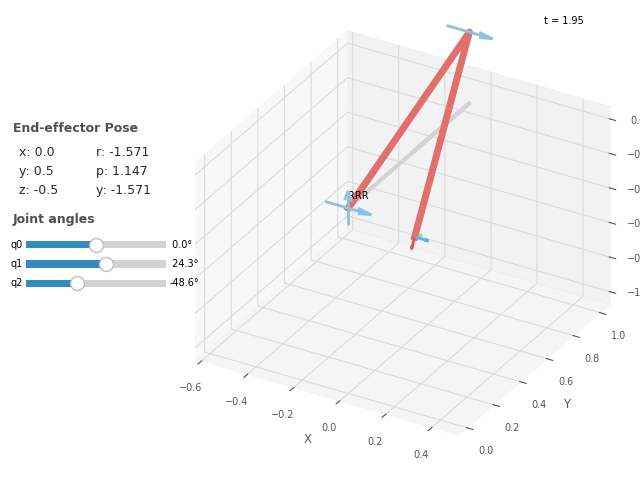 t = 1.95
End-effector Pose
x: 0.0 r: -1.571
y: 0.5 p: 1.147
z: -0.5 y: -1.571
Joint angles
q0 0.0°
q1 24.3°
q2 -48.6°
RRR
−0.6
−0.4
−0.2
0.0
0.2
0.4
X
0.0
0.2
0.4
0.6
0.8
1.0
Y